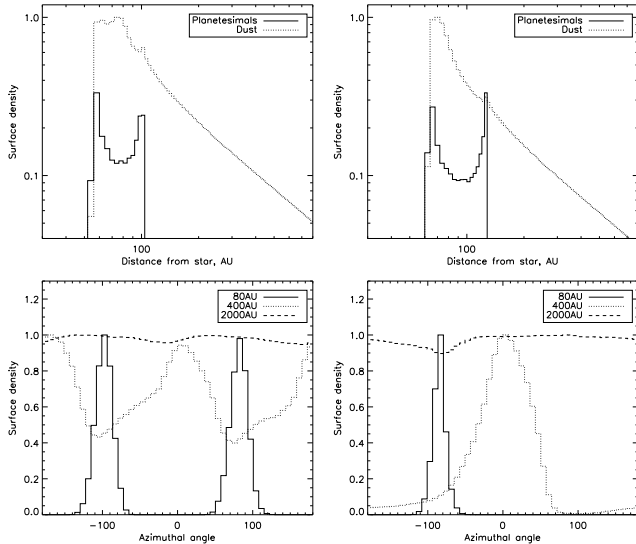 Planetesimals
Dust
Surface density
1.0
0.1
100
Distance from star, AU
Planetesimals
Dust
Surface density
1.0
0.1
100
Distance from star, AU
80AU
400AU
2000AU
Surface density
1.2
1.0
0.8
0.6
0.4
0.2
0.0
-100 0 100
Azimuthal angle
80AU
400AU
2000AU
Surface density
1.2
1.0
0.8
0.6
0.4
0.2
0.0
-100 0 100
Azimuthal angle